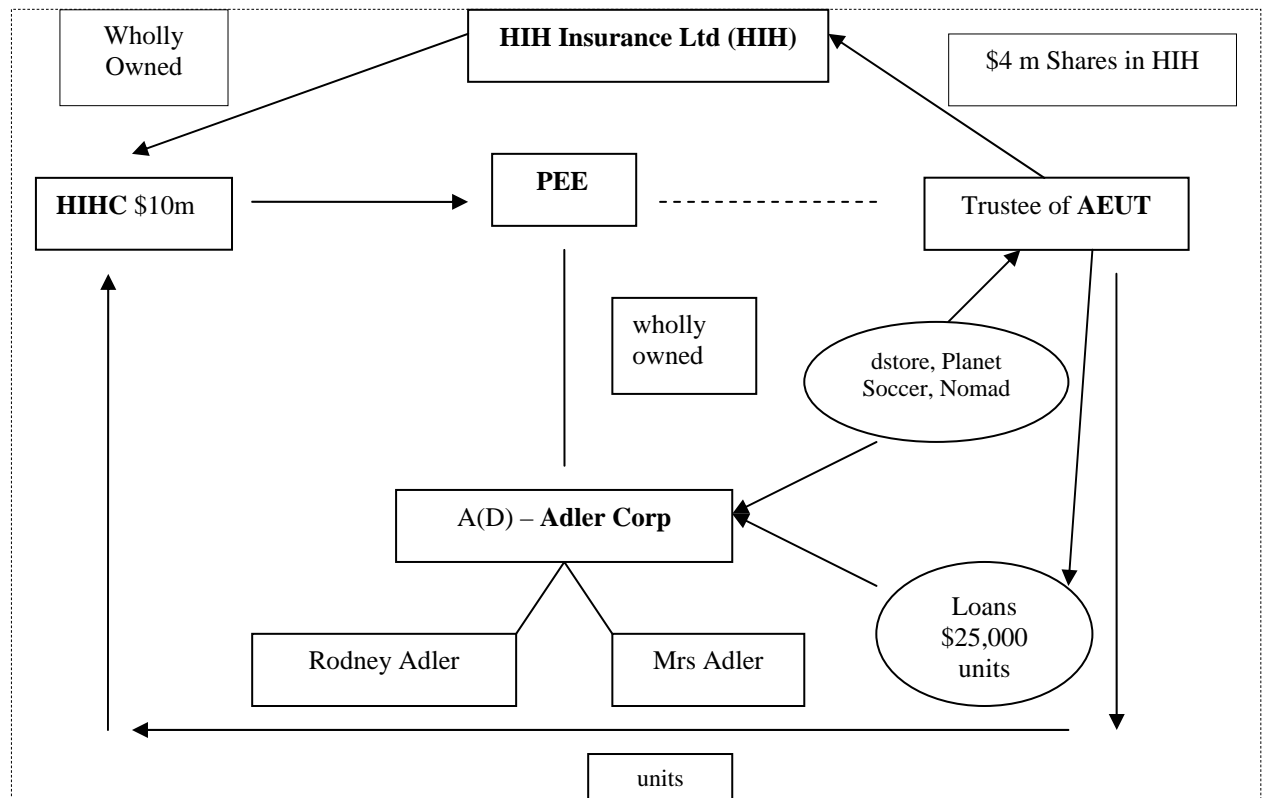 Wholly
Owned
HIH Insurance Ltd (HIH)
$4 m Shares in HIH
HIHC $10m
PEE
Trustee of AEUT
wholly
owned
dstore, Planet
Soccer, Nomad
A(D) – Adler Corp
Loans
$25,000
units
Rodney Adler
Mrs Adler
units